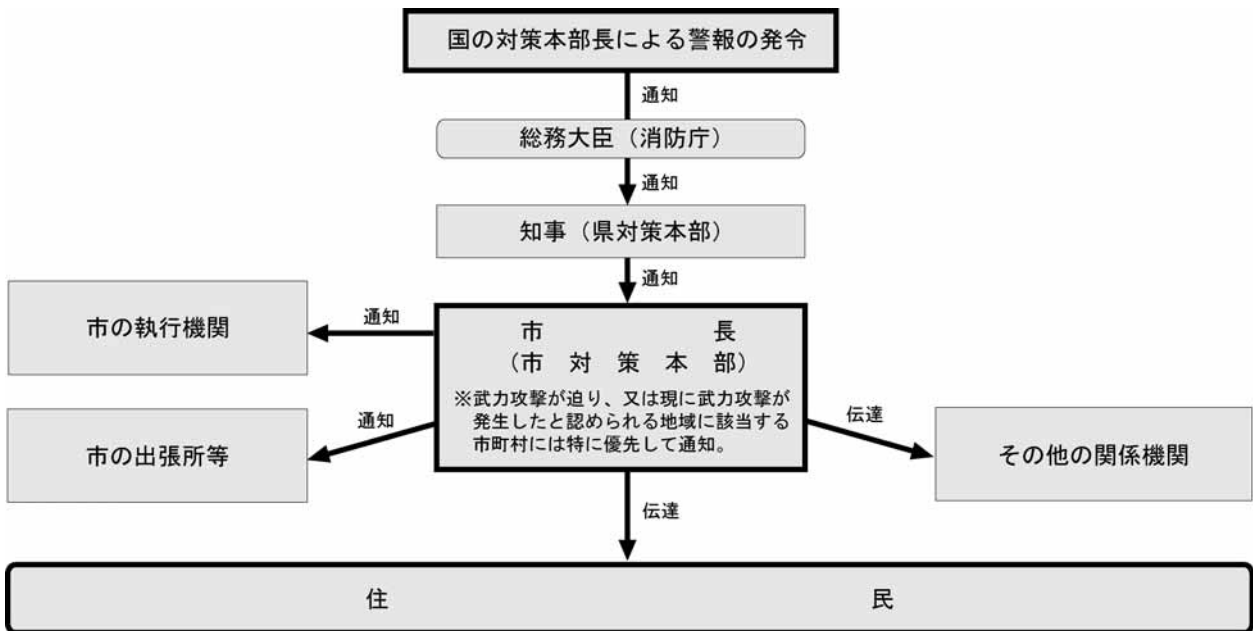 国の対策本部長による警報の発令
通知
総務大臣（消防庁）
通知
知事（県対策本部）
通知
市の執行機関
通知
市長
（市対策本部）
※武力攻撃が迫り、又は現に武力攻撃が
発生したと認められる地域に該当する
市町村には特に優先して通知。
市の出張所等
通知
伝達
その他の関係機関
伝達
住民